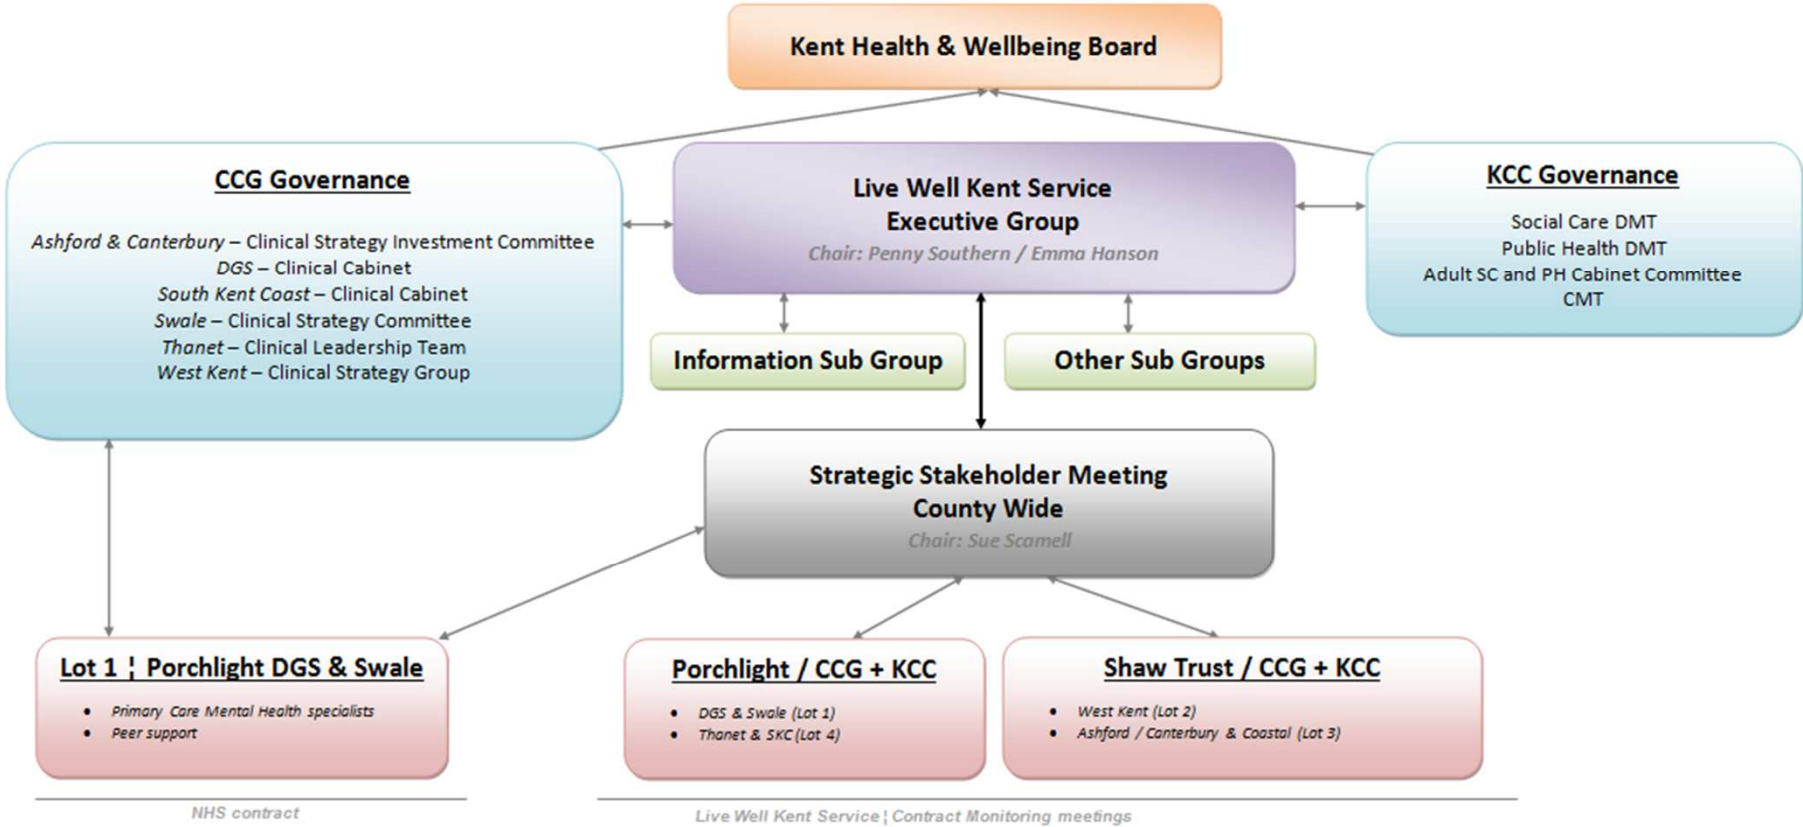 Kent Health & Wellbeing Board
CCG Governance
Ashford & Canterbury – Clinical Strategy Investment Committee
DGS – Clinical Cabinet
South Kent Coast – Clinical Cabinet
Swale – Clinical Strategy Committee
Thanet – Clinical Leadership Team
West Kent – Clinical Strategy Group
Live Well Kent Service
Executive Group
Chair: Penny Southern / Emma Hanson
KCC Governance
Social Care DMT
Public Health DMT
Adult SC and PH Cabinet Committee
CMT
Information Sub Group
Other Sub Groups
Strategic Stakeholder Meeting
County Wide
Chair: Sue Scamell
Lot 1 ¦ Porchlight DGS & Swale
• Primary Care Mental Health specialists
• Peer support
Porchlight / CCG + KCC
• DGS & Swale (Lot 1)
• Thanet & SKC (Lot 4)
Shaw Trust / CCG + KCC
• West Kent (Lot 2)
• Ashford / Canterbury & Coastal (Lot 3)
NHS contract
Live Well Kent Service ¦ Contract Monitoring meetings